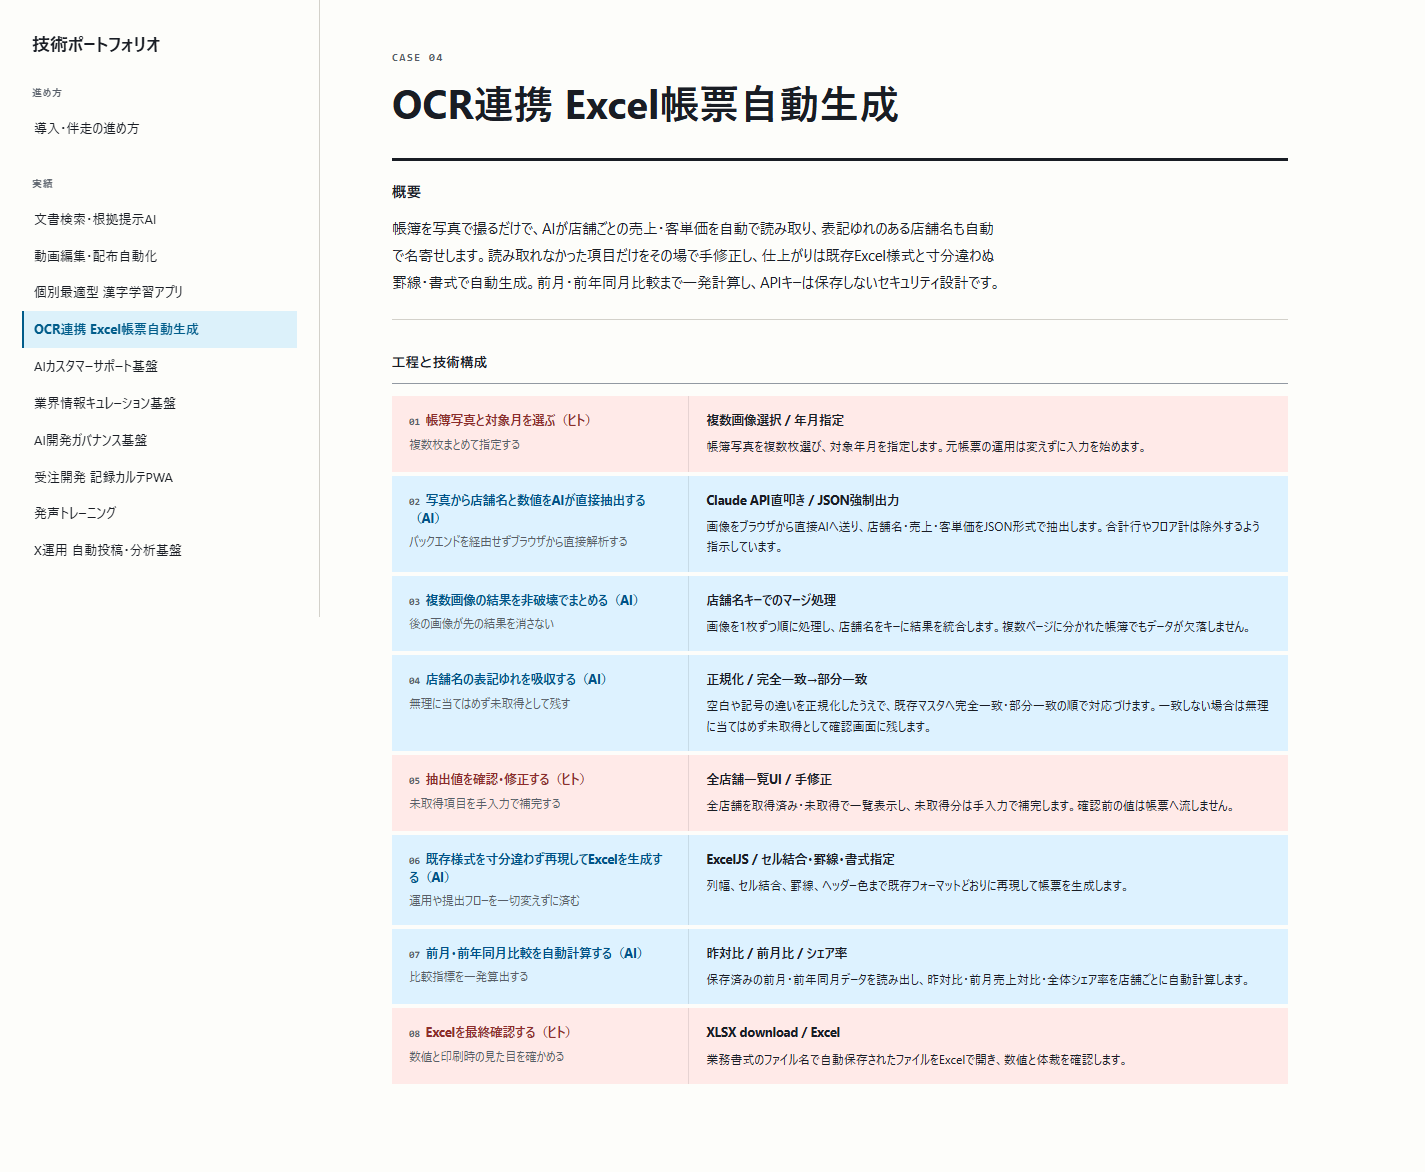 技術ポートフォリオ
進め方
導入・伴走の進め方
実績
文書検索・根拠提示AI
動画編集・配布自動化
個別最適型 漢字学習アプリ
OCR連携 Excel帳票自動生成
AIカスタマーサポート基盤
業界情報キュレーション基盤
AI開発ガバナンス基盤
受注開発 記録カルテPWA
発声トレーニング
X運用 自動投稿・分析基盤
CASE 04
OCR連携 Excel帳票自動生成
概要
帳簿を写真で撮るだけで、AIが店舗ごとの売上・客単価を自動で読み取り、表記ゆれのある店舗名も自動
で名寄せします。読み取れなかった項目だけをその場で手修正し、仕上がりは既存Excel様式と寸分違わぬ
罫線・書式で自動生成。前月・前年同月比較まで一発計算し、APIキーは保存しないセキュリティ設計です。
工程と技術構成
01 帳簿写真と対象月を選ぶ（ヒト）
複数枚まとめて指定する
複数画像選択 / 年月指定
帳簿写真を複数枚選び、対象年月を指定します。元帳票の運用は変えずに入力を始めます。
02 写真から店舗名と数値をAIが直接抽出する
（AI）
バックエンドを経由せずブラウザから直接解析する
Claude API直叩き / JSON強制出力
画像をブラウザから直接AIへ送り、店舗名・売上・客単価をJSON形式で抽出します。合計行やフロア計は除外するよう
指示しています。
03 複数画像の結果を非破壊でまとめる（AI）
後の画像が先の結果を消さない
店舗名キーでのマージ処理
画像を1枚ずつ順に処理し、店舗名をキーに結果を統合します。複数ページに分かれた帳簿でもデータが欠落しません。
04 店舗名の表記ゆれを吸収する（AI）
無理に当てはめず未取得として残す
正規化 / 完全一致→部分一致
空白や記号の違いを正規化したうえで、既存マスタへ完全一致・部分一致の順で対応づけます。一致しない場合は無理
に当てはめず未取得として確認画面に残します。
05 抽出値を確認・修正する（ヒト）
未取得項目を手入力で補完する
全店舗一覧UI / 手修正
全店舗を取得済み・未取得で一覧表示し、未取得分は手入力で補完します。確認前の値は帳票へ流しません。
06 既存様式を寸分違わず再現してExcelを生成す
る（AI）
運用や提出フローを一切変えずに済む
ExcelJS / セル結合・罫線・書式指定
列幅、セル結合、罫線、ヘッダー色まで既存フォーマットどおりに再現して帳票を生成します。
07 前月・前年同月比較を自動計算する（AI）
比較指標を一発算出する
昨対比 / 前月比 / シェア率
保存済みの前月・前年同月データを読み出し、昨対比・前月売上対比・全体シェア率を店舗ごとに自動計算します。
08 Excelを最終確認する（ヒト）
数値と印刷時の見た目を確かめる
XLSX download / Excel
業務書式のファイル名で自動保存されたファイルをExcelで開き、数値と体裁を確認します。